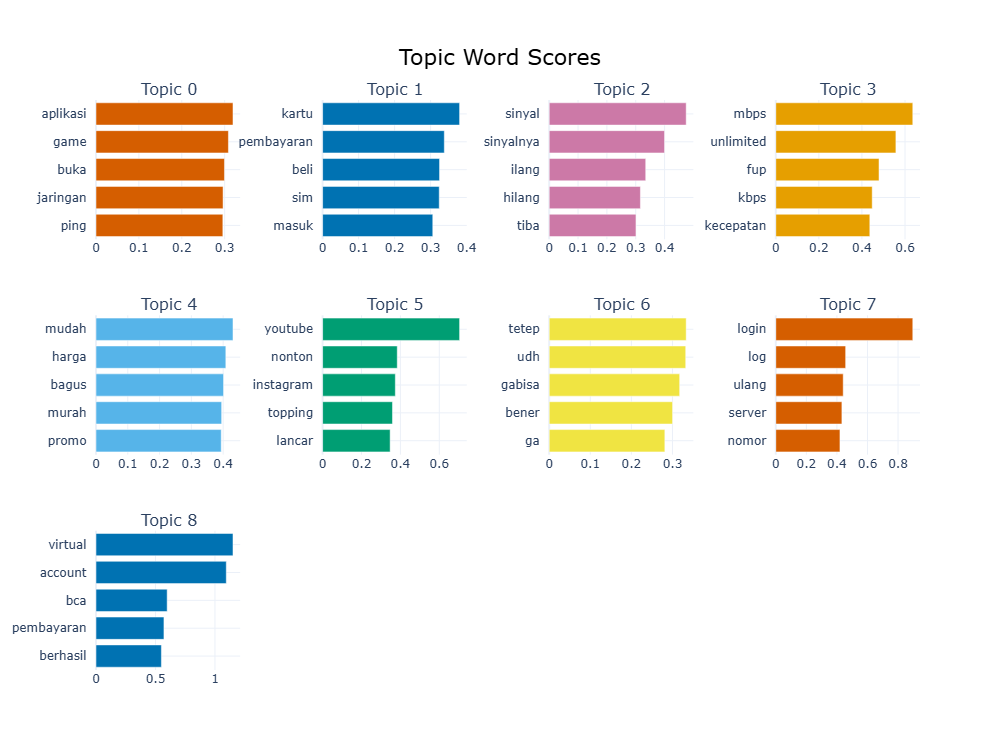 Topic Word Scores
Topic 0
aplikasi
game
buka
jaringan
ping
0 0.1 0.2 0.3
Topic 1
kartu
pembayaran
beli
sim
masuk
0 0.1 0.2 0.3 0.4
Topic 2
sinyal
sinyalnya
ilang
hilang
tiba
0 0.1 0.2 0.3 0.4
Topic 3
mbps
unlimited
fup
kbps
kecepatan
0 0.2 0.4 0.6
Topic 4
mudah
harga
bagus
murah
promo
0 0.1 0.2 0.3 0.4
Topic 5
youtube
nonton
instagram
topping
lancar
0 0.2 0.4 0.6
Topic 6
tetep
udh
gabisa
bener
ga
0 0.1 0.2 0.3
Topic 7
login
log
ulang
server
nomor
0 0.2 0.4 0.6 0.8
Topic 8
virtual
account
bca
pembayaran
berhasil
0 0.5 1